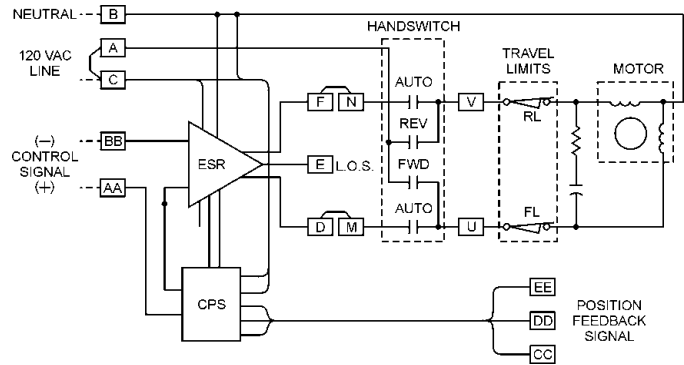 NEUTRAL
B
HANDSWITCH
A
120 VAC
LINE
C
TRAVEL
LIMITS
MOTOR
AUTO
F
N
V
RL
REV
(–)
BB
CONTROL
SIGNAL
(+)
AA
ESR
E
L.O.S.
FWD
AUTO
D
M
U
FL
CPS
EE
DD
CC
POSITION
FEEDBACK
SIGNAL